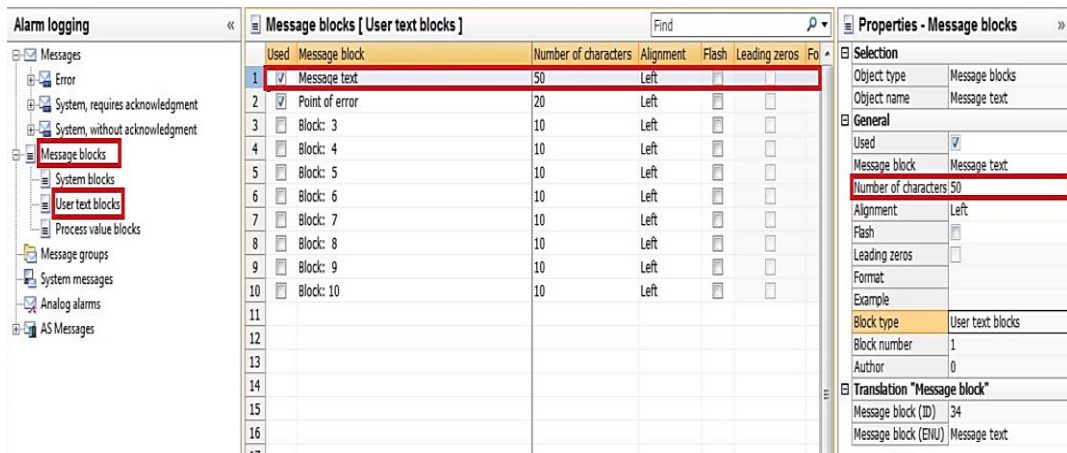 Alarm logging «
Messages
Error
System, requires acknowledgment
System, without acknowledgment
Message blocks
System blocks
User text blocks
Process value blocks
Message groups
System messages
Analog alarms
AS Messages
Message blocks [ User text blocks ] Find
Used Message block Number of characters Alignment Flash Leading zeros Fo
1 Message text 50 Left
2 Point of error 20 Left
3 Block: 3 10 Left
4 Block: 4 10 Left
5 Block: 5 10 Left
6 Block: 6 10 Left
7 Block: 7 10 Left
8 Block: 8 10 Left
9 Block: 9 10 Left
10 Block: 10 10 Left
11
12
13
14
15
16
Properties - Message blocks »
Selection
Object type Message blocks
Object name Message text
General
Used
Message block Message text
Number of characters 50
Alignment Left
Flash
Leading zeros
Format
Example
Block type User text blocks
Block number 1
Author 0
Translation "Message block"
Message block (ID) 34
Message block (ENU) Message text